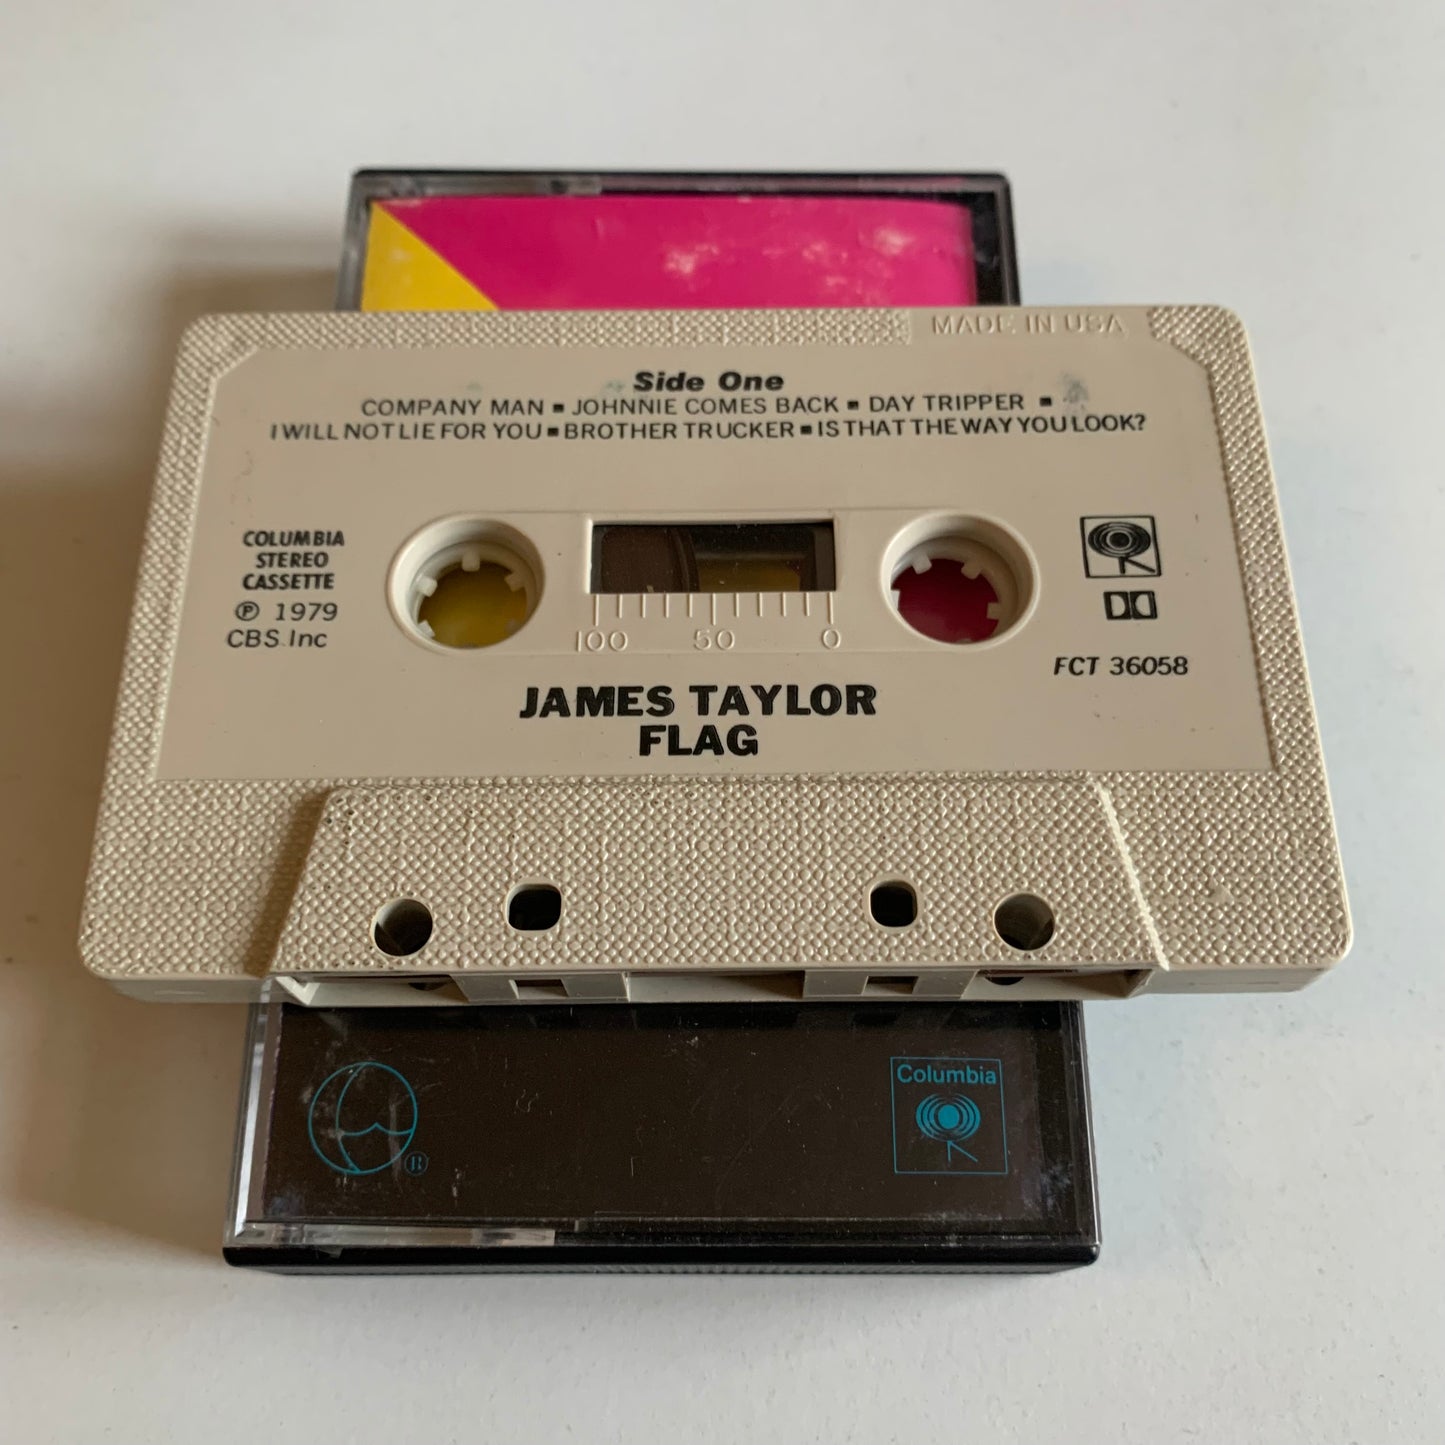 MADE IN USA
Side One
COMPANY MAN ▪ JOHNNIE COMES BACK ▪ DAY TRIPPER ▪
I WILL NOT LIE FOR YOU ▪ BROTHER TRUCKER ▪ IS THAT THE WAY YOU LOOK?
COLUMBIA
STEREO
CASSETTE
℗ 1979
CBS Inc
100 50 0
FCT 36058
JAMES TAYLOR
FLAG
®
Columbia